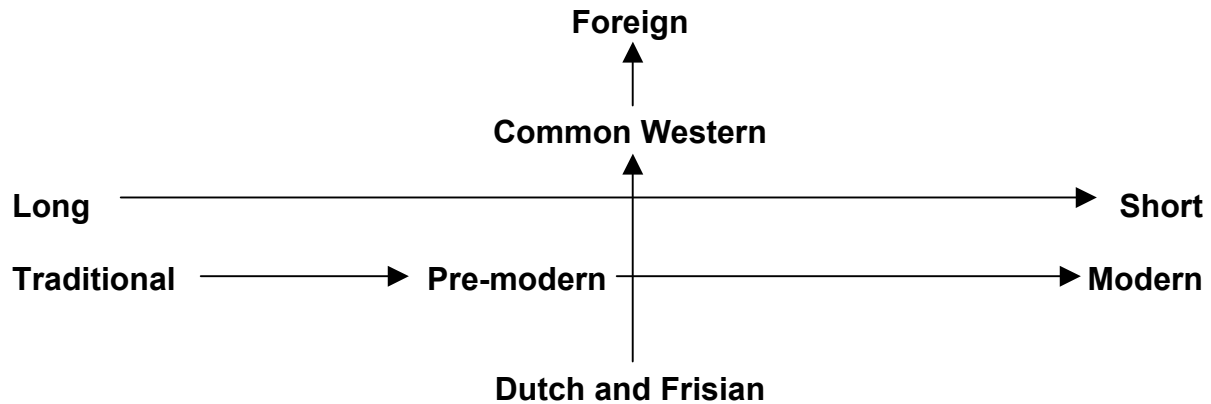 Foreign
Common Western
Long Short
Traditional Pre-modern Modern
Dutch and Frisian